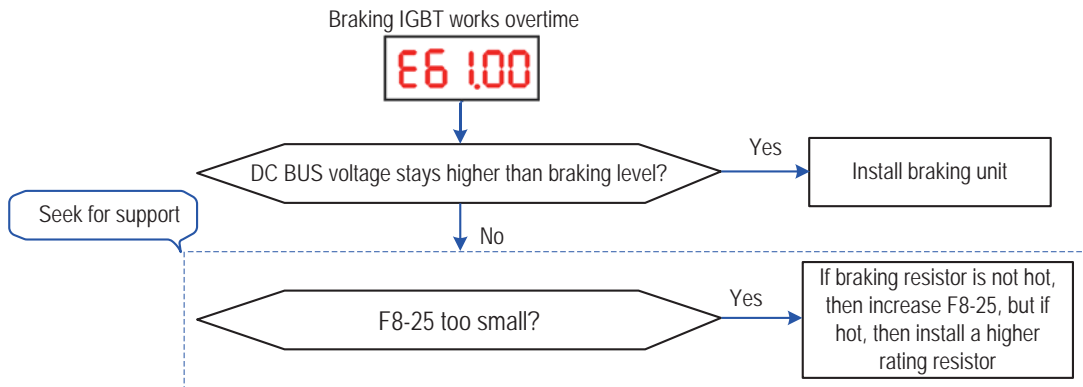 Braking IGBT works overtime
E61.00
DC BUS voltage stays higher than braking level?
Yes
Install braking unit
Seek for support
No
F8-25 too small?
Yes
If braking resistor is not hot,
then increase F8-25, but if
hot, then install a higher
rating resistor